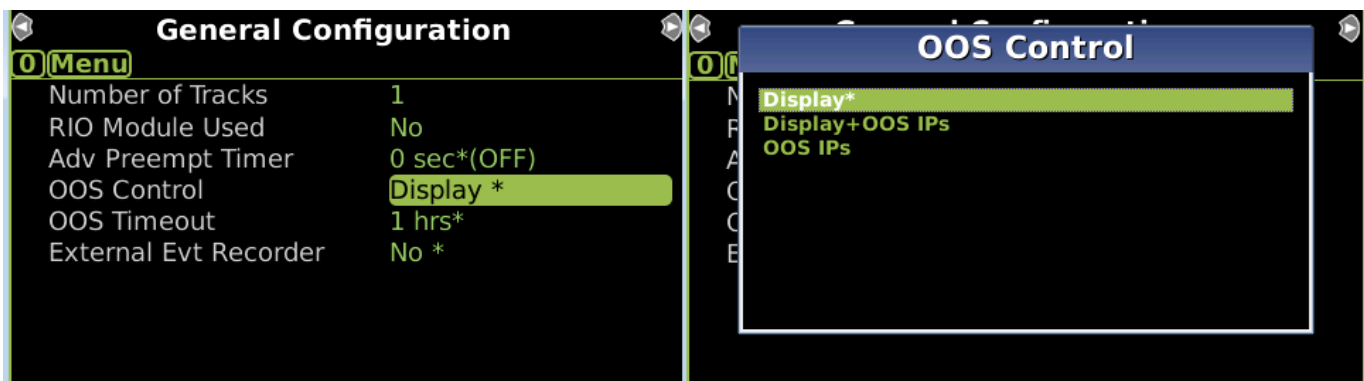 General Configuration
0 Menu
Number of Tracks 1
RIO Module Used No
Adv Preempt Timer 0 sec*(OFF)
OOS Control Display *
OOS Timeout 1 hrs*
External Evt Recorder No *
OOS Control
0
Display*
Display+OOS IPs
OOS IPs